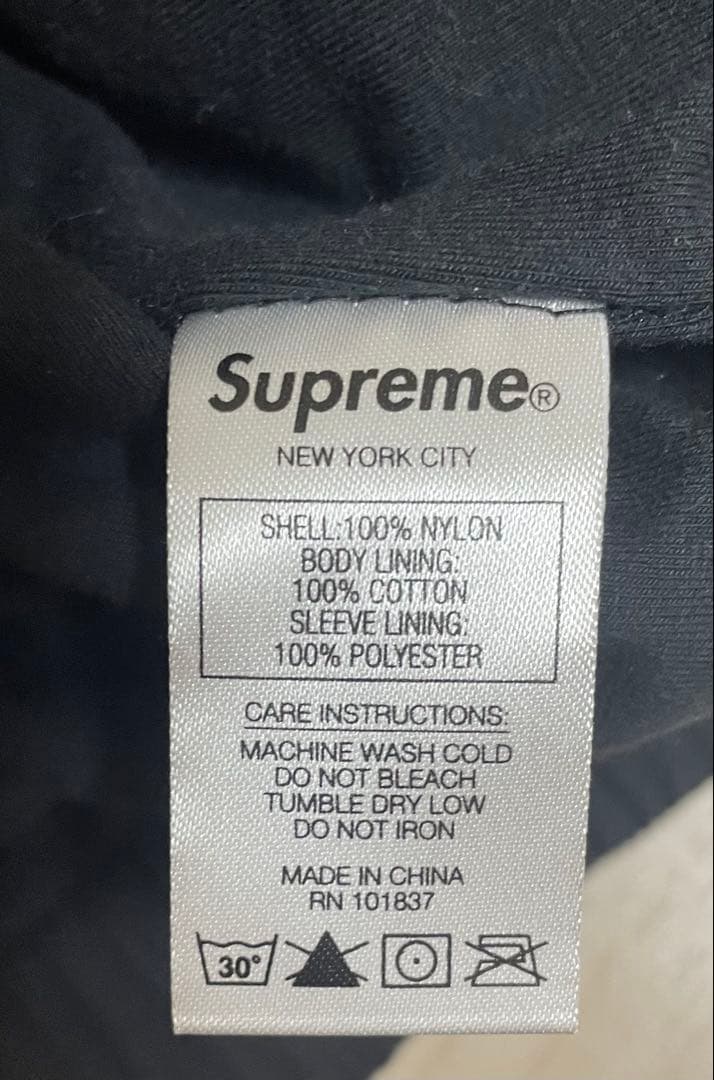 Supreme®
NEW YORK CITY
SHELL:100% NYLON
BODY LINING:
100% COTTON
SLEEVE LINING:
100% POLYESTER
CARE INSTRUCTIONS:
MACHINE WASH COLD
DO NOT BLEACH
TUMBLE DRY LOW
DO NOT IRON
MADE IN CHINA
RN 101837
30°